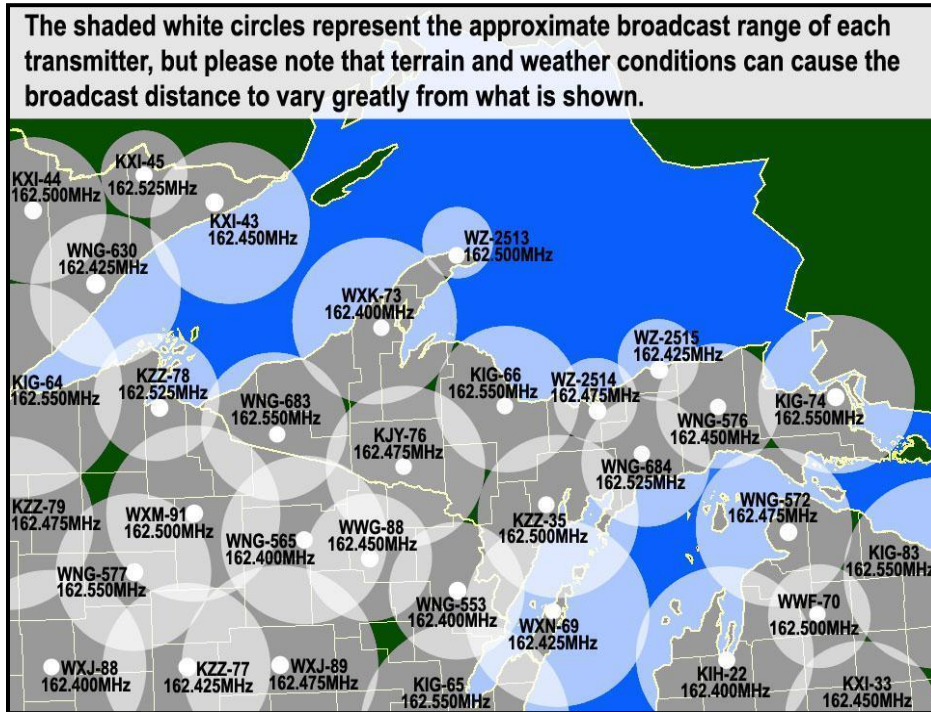 The shaded white circles represent the approximate broadcast range of each
transmitter, but please note that terrain and weather conditions can cause the
broadcast distance to vary greatly from what is shown.
KXI-45
162.525MHz
KXI-44
162.500MHz
KXI-43
162.450MHz
WNG-630
162.425MHz
WZ-2513
162.500MHz
WXK-73
162.400MHz
KIG-64
162.550MHz
KZZ-78
162.525MHz
WNG-683
162.550MHz
KIG-66
162.550MHz
WZ-2514
162.475MHz
WZ-2515
162.425MHz
WNG-576
162.450MHz
KIG-74
162.550MHz
KJY-76
162.475MHz
WNG-684
162.525MHz
KZZ-79
162.475MHz
WXM-91
162.500MHz
WNG-565
162.400MHz
WWG-88
162.450MHz
KZZ-35
162.500MHz
WNG-572
162.475MHz
KIG-83
162.550MHz
WNG-577
162.550MHz
WNG-553
162.400MHz
WXN-69
162.425MHz
WWF-70
162.500MHz
WXJ-88
162.400MHz
KZZ-77
162.425MHz
WXJ-89
162.475MHz
KIG-65
162.550MHz
KIH-22
162.400MHz
KXI-33
162.450MHz